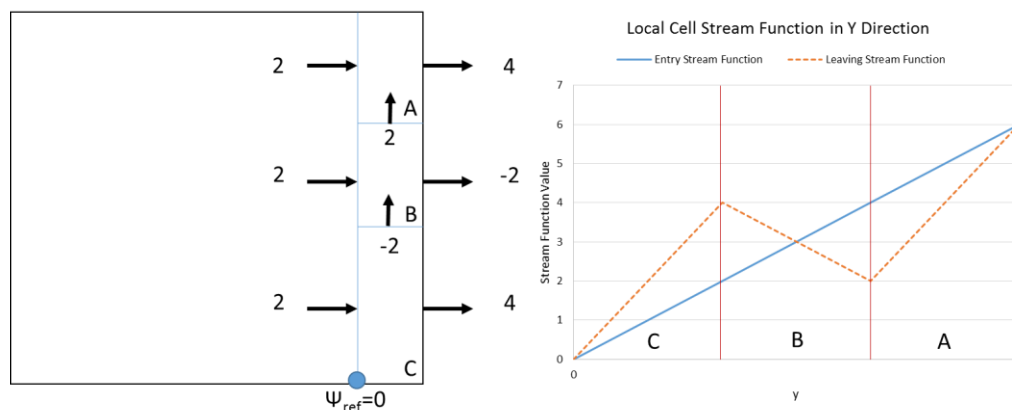 2
4
A
2
2
-2
B
-2
2
4
C
Ψref=0
Local Cell Stream Function in Y Direction
Entry Stream Function
Leaving Stream Function
Stream Function Value
7
6
5
4
3
2
1
0
C
B
A
0
y